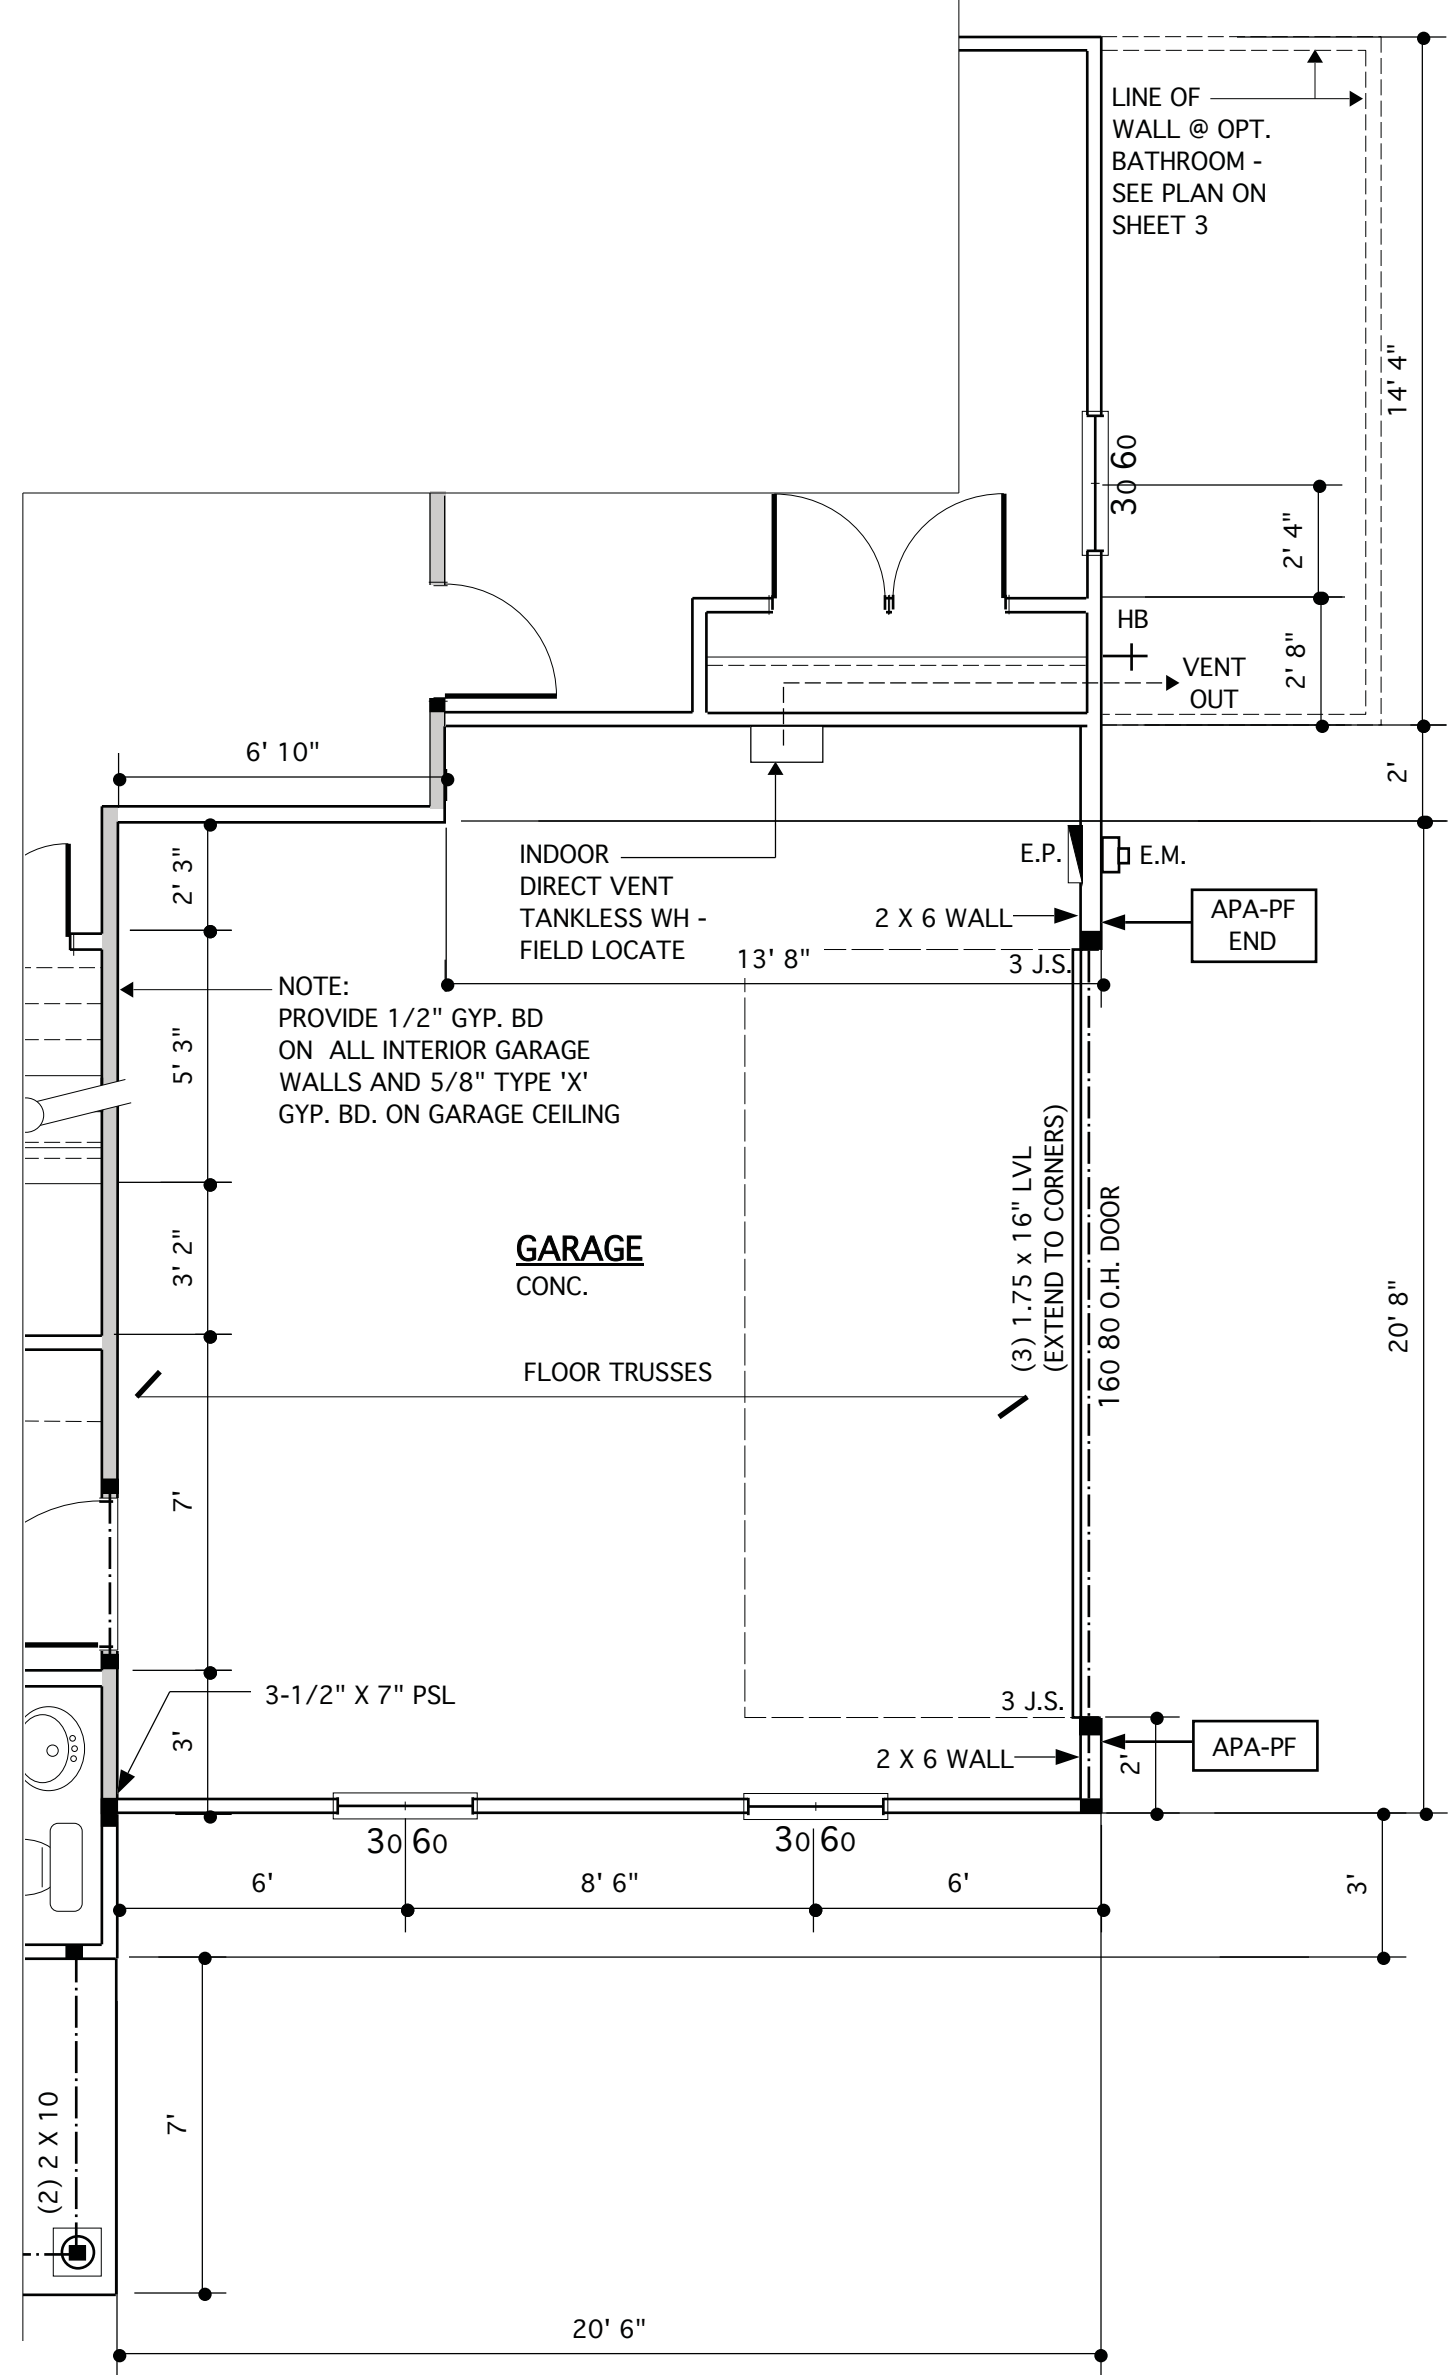 LINE OF
WALL @ OPT.
BATHROOM -
SEE PLAN ON
SHEET 3
14' 4"
30 60
2' 4"
HB
2' 8"
VENT
OUT
6' 10"
2'
INDOOR
DIRECT VENT
TANKLESS WH -
FIELD LOCATE
E.P.
E.M.
2' 3"
2 X 6 WALL
APA-PF
END
13' 8"
3 J.S.
NOTE:
PROVIDE 1/2" GYP. BD
ON ALL INTERIOR GARAGE
WALLS AND 5/8" TYPE 'X'
GYP. BD. ON GARAGE CEILING
5' 3"
(3) 1.75 x 16" LVL
(EXTEND TO CORNERS)
160 80 O.H. DOOR
3' 2"
GARAGE
CONC.
20' 8"
FLOOR TRUSSES
7'
3-1/2" X 7" PSL
3 J.S.
3'
2 X 6 WALL
2'
APA-PF
30 60
30 60
6'
8' 6"
6'
3'
(2) 2 X 10
7'
20' 6"